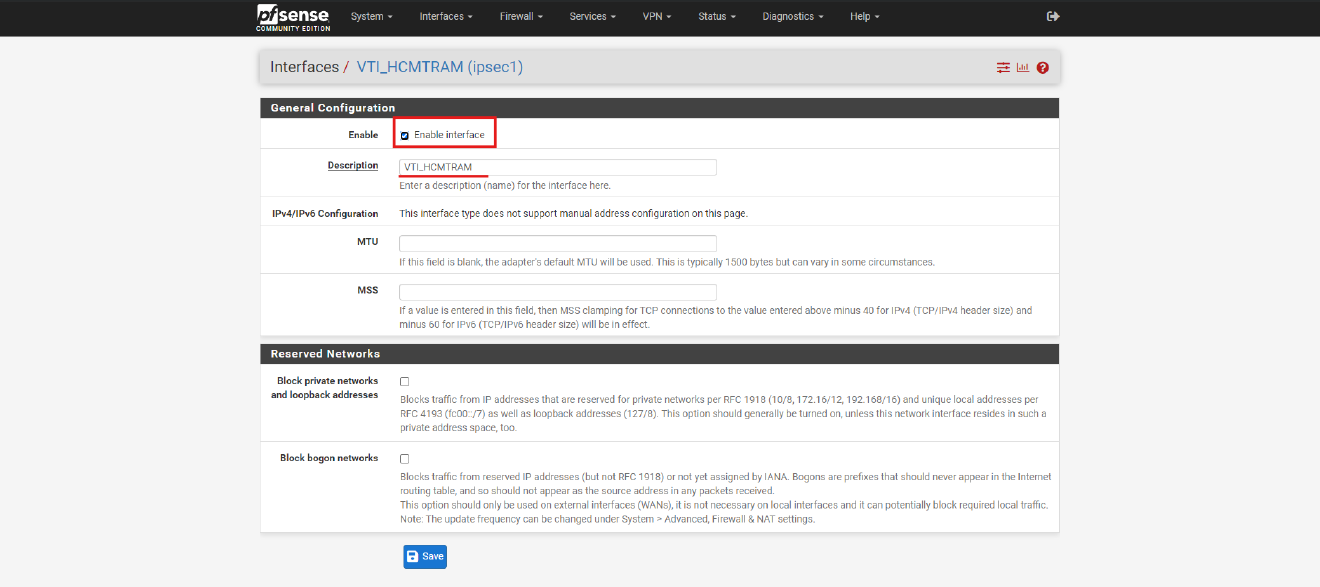 pfsense
COMMUNITY EDITION
System
Interfaces
Firewall
Services
VPN
Status
Diagnostics
Help
Interfaces / VTI_HCMTRAM (ipsec1)
General Configuration
Enable
Enable interface
Description
VTI_HCMTRAM
Enter a description (name) for the interface here.
IPv4/IPv6 Configuration
This interface type does not support manual address configuration on this page.
MTU
If this field is blank, the adapter's default MTU will be used. This is typically 1500 bytes but can vary in some circumstances.
MSS
If a value is entered in this field, then MSS clamping for TCP connections to the value entered above minus 40 for IPv4 (TCP/IPv4 header size) and
minus 60 for IPv6 (TCP/IPv6 header size) will be in effect.
Reserved Networks
Block private networks
and loopback addresses
Blocks traffic from IP addresses that are reserved for private networks per RFC 1918 (10/8, 172.16/12, 192.168/16) and unique local addresses per
RFC 4193 (fc00::/7) as well as loopback addresses (127/8). This option should generally be turned on, unless this network interface resides in such a
private address space, too.
Block bogon networks
Blocks traffic from reserved IP addresses (but not RFC 1918) or not yet assigned by IANA. Bogons are prefixes that should never appear in the Internet
routing table, and so should not appear as the source address in any packets received.
This option should only be used on external interfaces (WANs), it is not necessary on local interfaces and it can potentially block required local traffic.
Note: The update frequency can be changed under System > Advanced, Firewall & NAT settings.
Save